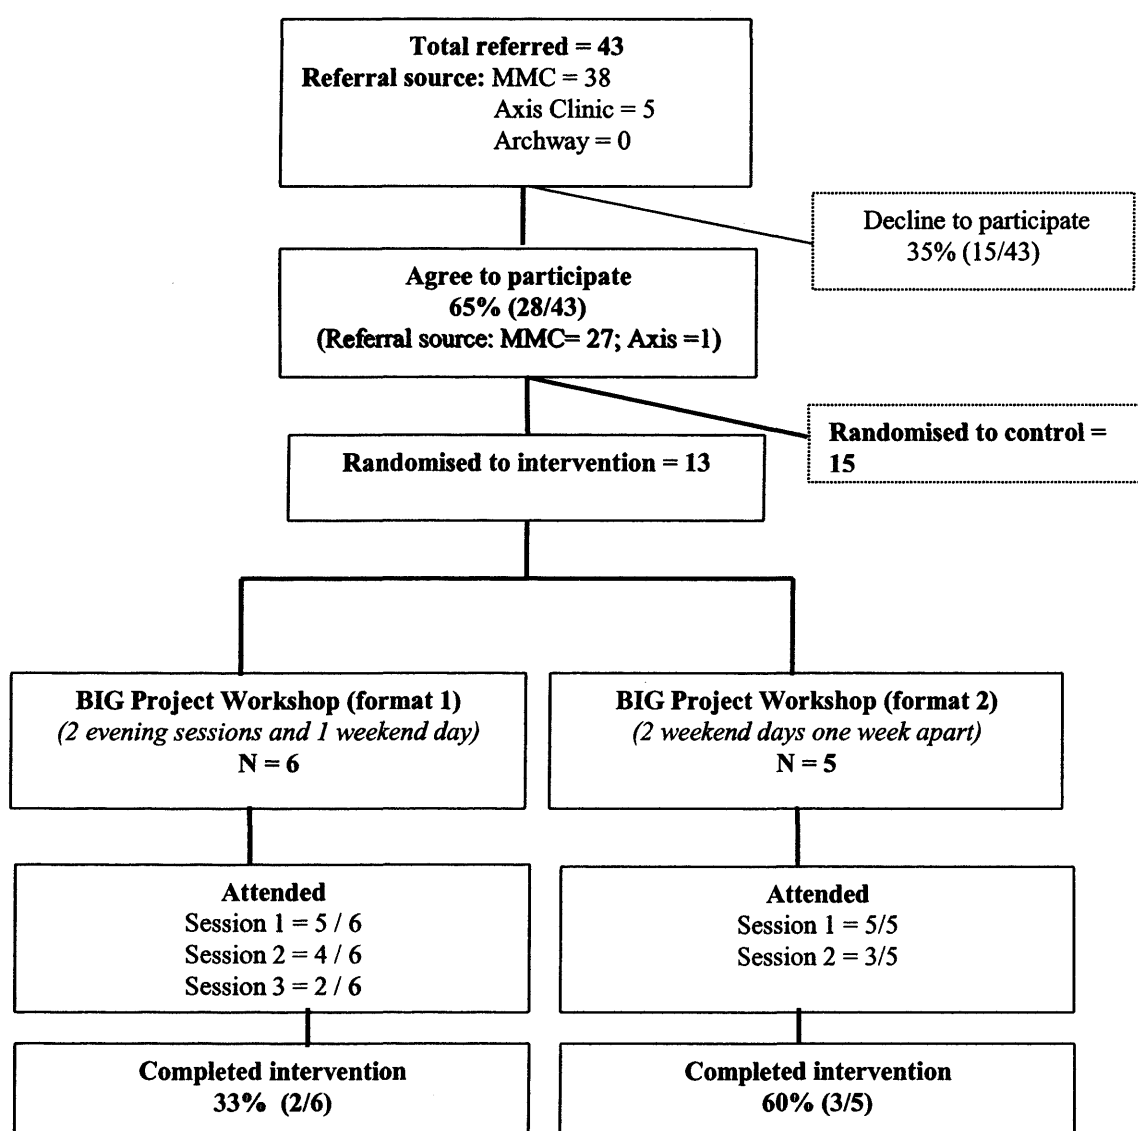 Total referred = 43
Referral source: MMC = 38
Axis Clinic = 5
Archway = 0
Decline to participate
35% (15/43)
Agree to participate
65% (28/43)
(Referral source: MMC= 27; Axis =1)
Randomised to control =
15
Randomised to intervention = 13
BIG Project Workshop (format 1)
(2 evening sessions and 1 weekend day)
N = 6
BIG Project Workshop (format 2)
(2 weekend days one week apart)
N = 5
Attended
Session 1 = 5 / 6
Session 2 = 4 / 6
Session 3 = 2 / 6
Attended
Session 1 = 5/5
Session 2 = 3/5
Completed intervention
33% (2/6)
Completed intervention
60% (3/5)